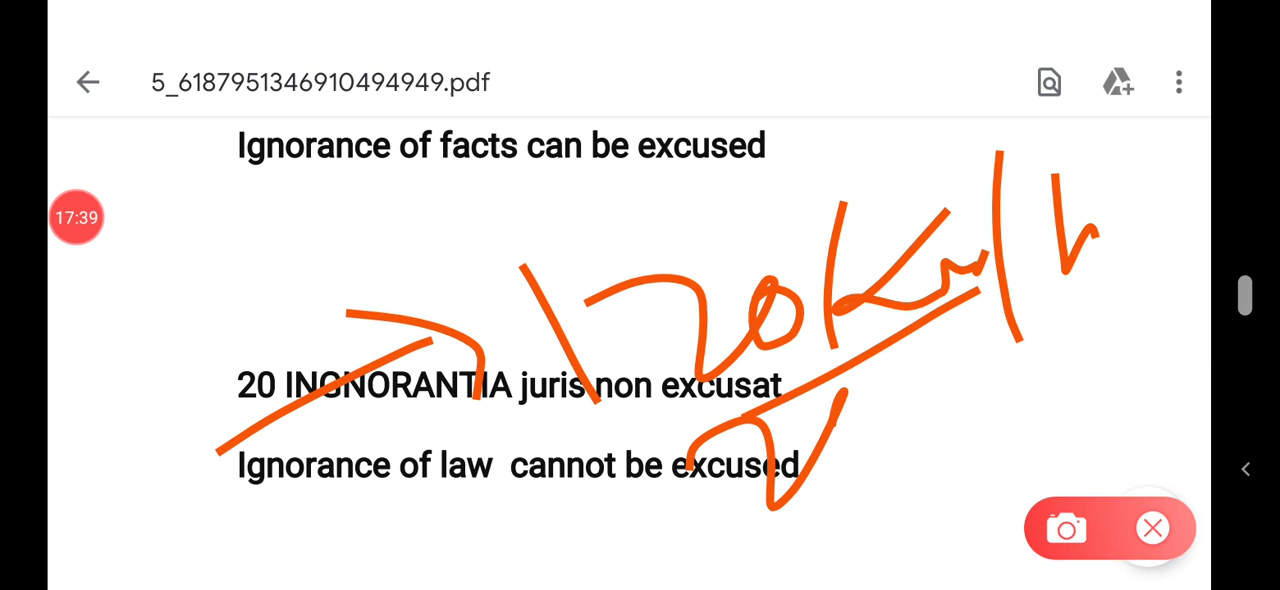 5_6187951346910494949.pdf
Ignorance of facts can be excused
17:39
20 INGNORANTIA juris non excusat
Ignorance of law cannot be excused